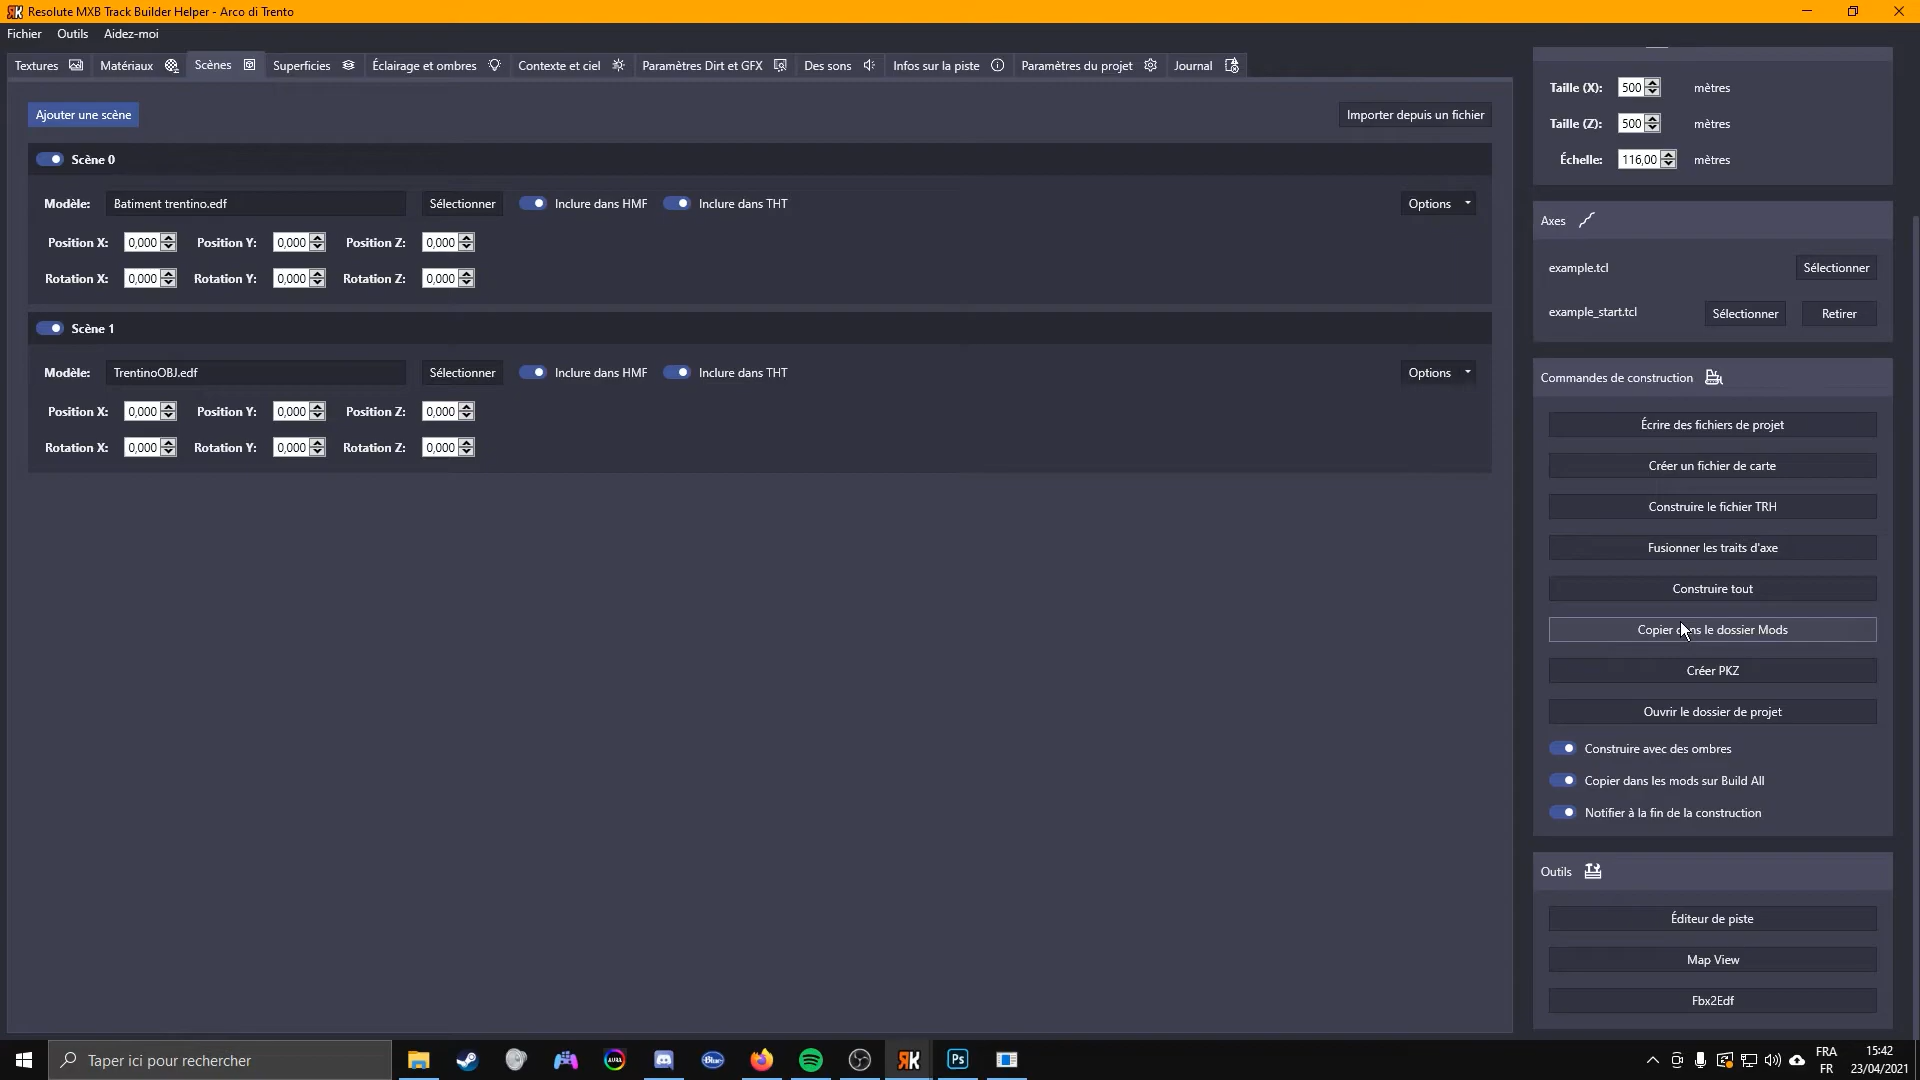 Resolute MXB Track Builder Helper - Arco di Trento
Fichier Outils Aidez-moi
Textures Matériaux Scènes Superficies Éclairage et ombres Contexte et ciel Paramètres Dirt et GFX Des sons Infos sur la piste Paramètres du projet Journal
Ajouter une scène Importer depuis un fichier
Scène 0
Modèle: Batiment trentino.edf Sélectionner Inclure dans HMF Inclure dans THT Options
Position X: 0,000 Position Y: 0,000 Position Z: 0,000
Rotation X: 0,000 Rotation Y: 0,000 Rotation Z: 0,000
Scène 1
Modèle: TrentinoOBJ.edf Sélectionner Inclure dans HMF Inclure dans THT Options
Position X: 0,000 Position Y: 0,000 Position Z: 0,000
Rotation X: 0,000 Rotation Y: 0,000 Rotation Z: 0,000
Taille (X): 500 mètres
Taille (Z): 500 mètres
Échelle: 116,00 mètres
Axes
example.tcl Sélectionner
example_start.tcl Sélectionner Retirer
Commandes de construction
Écrire des fichiers de projet
Créer un fichier de carte
Construire le fichier TRH
Fusionner les traits d'axe
Construire tout
Copier dans le dossier Mods
Créer PKZ
Ouvrir le dossier de projet
Construire avec des ombres
Copier dans les mods sur Build All
Notifier à la fin de la construction
Outils
Éditeur de piste
Map View
Fbx2Edf
Taper ici pour rechercher
AURA
Blue
RK
Ps
FRA
FR
15:42
23/04/2021